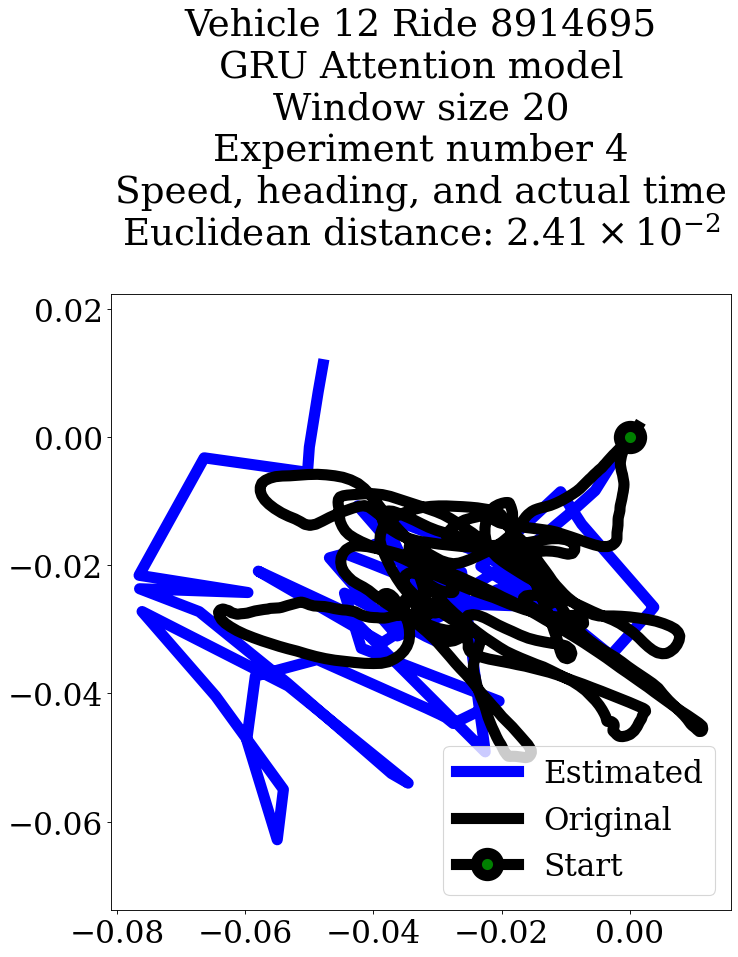 Vehicle 12 Ride 8914695
GRU Attention model
Window size 20
Experiment number 4
Speed, heading, and actual time
Euclidean distance: 2.41 × 10⁻²
0.02
0.00
−0.02
−0.04
−0.06
Estimated
Original
Start
−0.08 −0.06 −0.04 −0.02 0.00